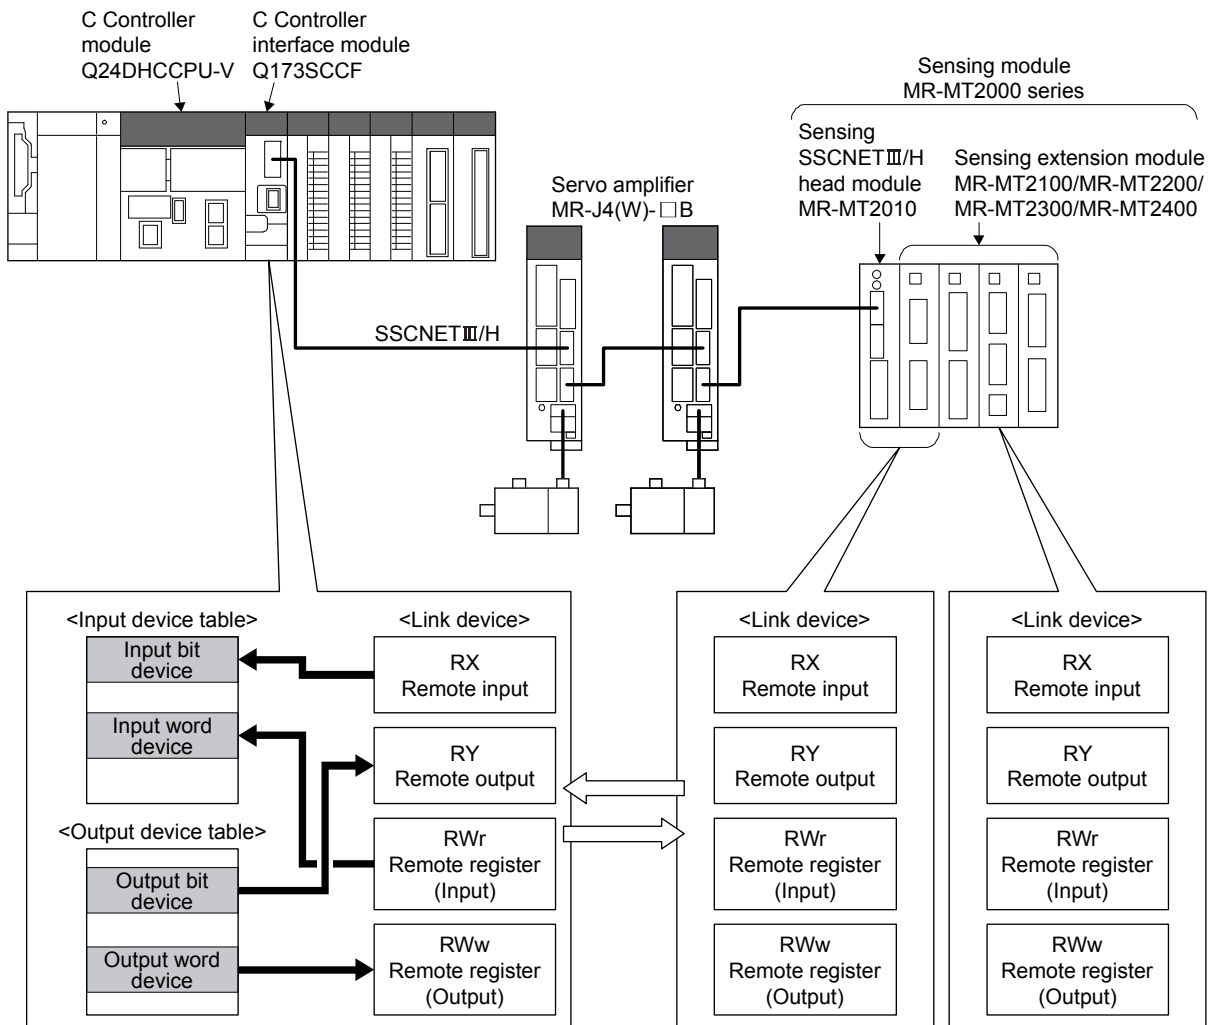 C Controller
module
Q24DHCCPU-V
C Controller
interface module
Q173SCCF
Sensing module
MR-MT2000 series
Sensing
SSCNETⅢ/H
head module
MR-MT2010
Sensing extension module
MR-MT2100/MR-MT2200/
MR-MT2300/MR-MT2400
Servo amplifier
MR-J4(W)-□B
SSCNETⅢ/H
<Input device table>
Input bit
device
Input word
device
<Output device table>
Output bit
device
Output word
device
<Link device>
RX
Remote input
RY
Remote output
RWr
Remote register
(Input)
RWw
Remote register
(Output)
<Link device>
RX
Remote input
RY
Remote output
RWr
Remote register
(Input)
RWw
Remote register
(Output)
<Link device>
RX
Remote input
RY
Remote output
RWr
Remote register
(Input)
RWw
Remote register
(Output)